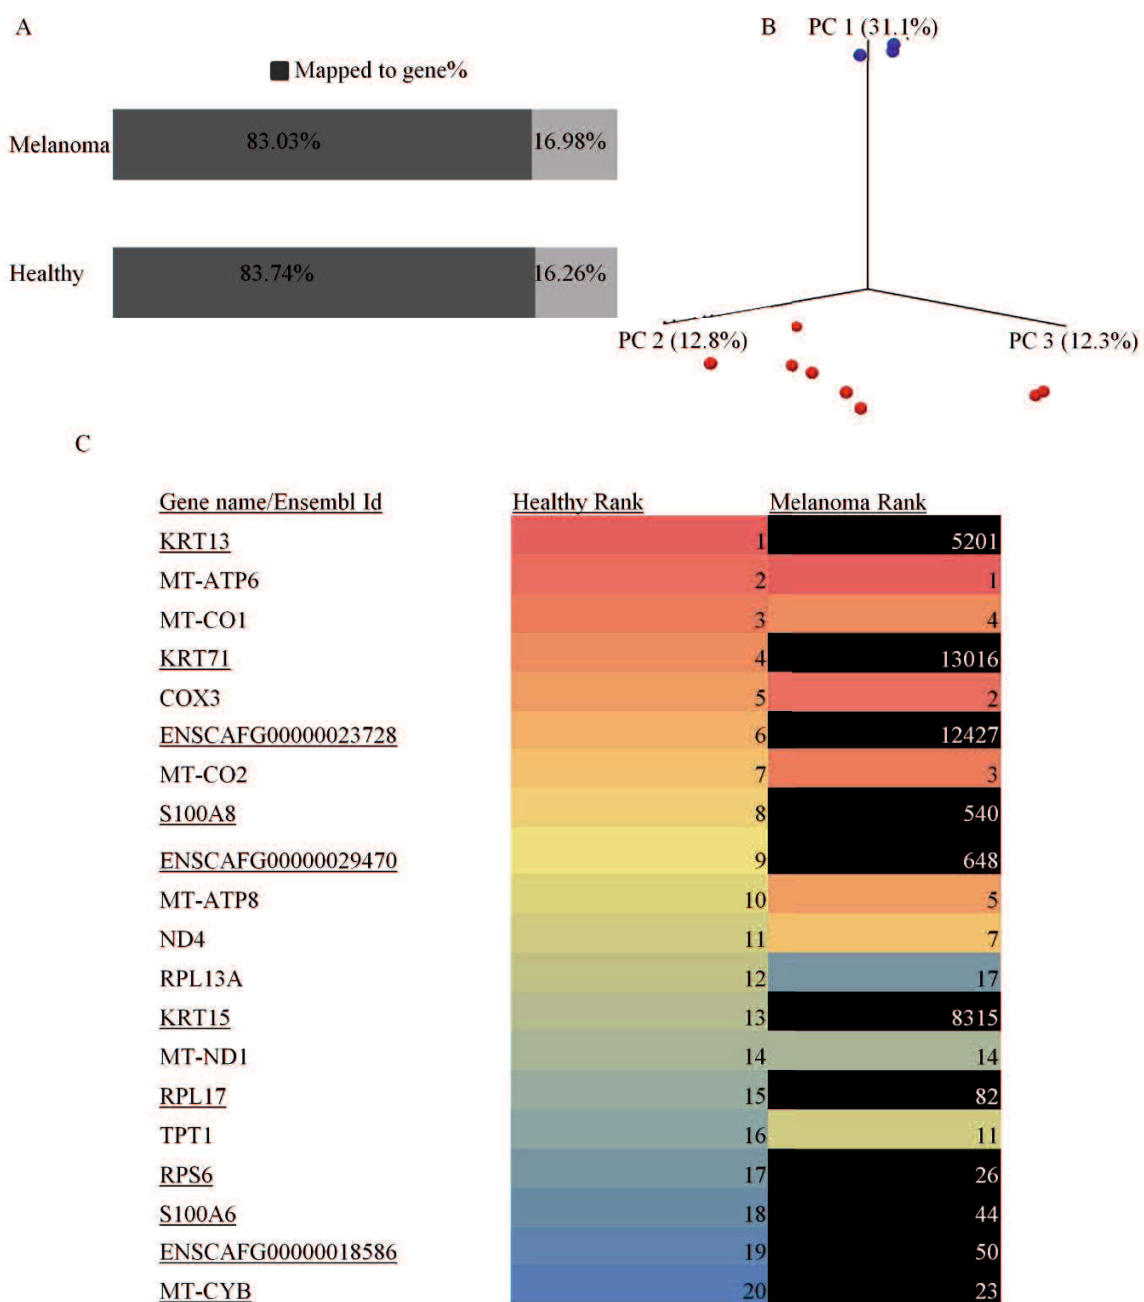 A
Mapped to gene%
Melanoma 83.03% 16.98%
Healthy 83.74% 16.26%
B
PC 1 (31.1%)
PC 2 (12.8%)
PC 3 (12.3%)
C
Gene name/Ensembl Id Healthy Rank Melanoma Rank
KRT13 1 5201
MT-ATP6 2 1
MT-CO1 3 4
KRT71 4 13016
COX3 5 2
ENSCAFG00000023728 6 12427
MT-CO2 7 3
S100A8 8 540
ENSCAFG00000029470 9 648
MT-ATP8 10 5
ND4 11 7
RPL13A 12 17
KRT15 13 8315
MT-ND1 14 14
RPL17 15 82
TPT1 16 11
RPS6 17 26
S100A6 18 44
ENSCAFG00000018586 19 50
MT-CYB 20 23